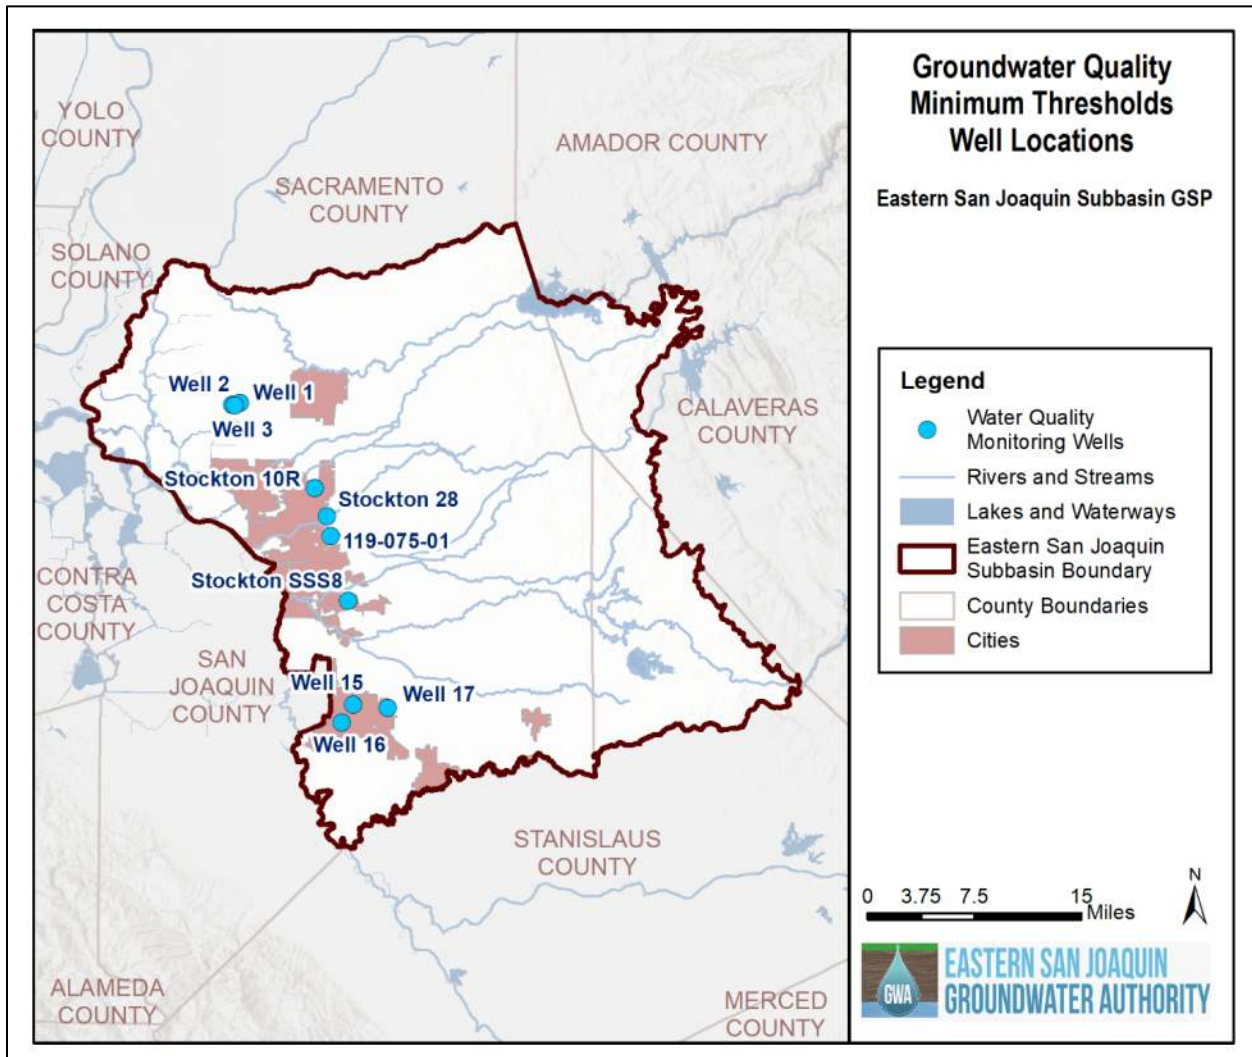 Groundwater Quality
Minimum Thresholds
Well Locations
Eastern San Joaquin Subbasin GSP
YOLO
COUNTY
AMADOR COUNTY
SACRAMENTO
COUNTY
SOLANO
COUNTY
Well 2
Well 1
Well 3
CALAVERAS
COUNTY
Stockton 10R
Stockton 28
119-075-01
Stockton SSS8
CONTRA
COSTA
COUNTY
SAN
JOAQUIN
COUNTY
Well 15
Well 17
Well 16
STANISLAUS
COUNTY
ALAMEDA
COUNTY
MERCED
COUNTY
Legend
Water Quality
Monitoring Wells
Rivers and Streams
Lakes and Waterways
Eastern San Joaquin
Subbasin Boundary
County Boundaries
Cities
N
0 3.75 7.5 15
Miles
GWA
EASTERN SAN JOAQUIN
GROUNDWATER AUTHORITY